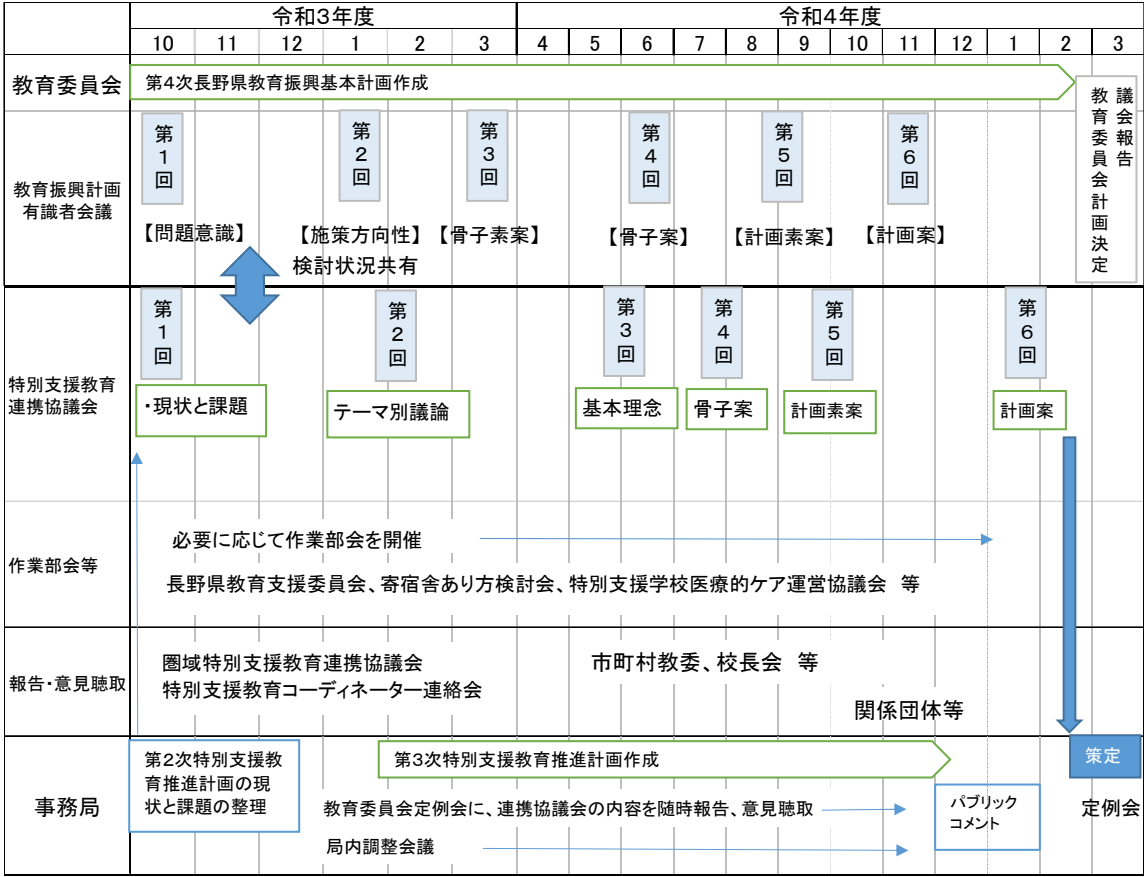 令和３年度
令和４年度
10 11 12 1 2 3 4 5 6 7 8 9 10 11 12 1 2 3
教育委員会
第4次長野県教育振興基本計画作成
議会報告
教育委員会計画決定
教育振興計画
有識者会議
第１回
第２回
第３回
第４回
第５回
第６回
【問題意識】
【施策方向性】
【骨子素案】
【骨子案】
【計画素案】
【計画案】
検討状況共有
特別支援教育
連携協議会
第１回
第２回
第３回
第４回
第５回
第６回
・現状と課題
テーマ別議論
基本理念
骨子案
計画素案
計画案
作業部会等
必要に応じて作業部会を開催
長野県教育支援委員会、寄宿舎あり方検討会、特別支援学校医療的ケア運営協議会　等
報告・意見聴取
圏域特別支援教育連携協議会
特別支援教育コーディネーター連絡会
市町村教委、校長会　等
関係団体等
事務局
第2次特別支援教
育推進計画の現
状と課題の整理
第3次特別支援教育推進計画作成
教育委員会定例会に、連携協議会の内容を随時報告、意見聴取
局内調整会議
パブリック
コメント
策定
定例会